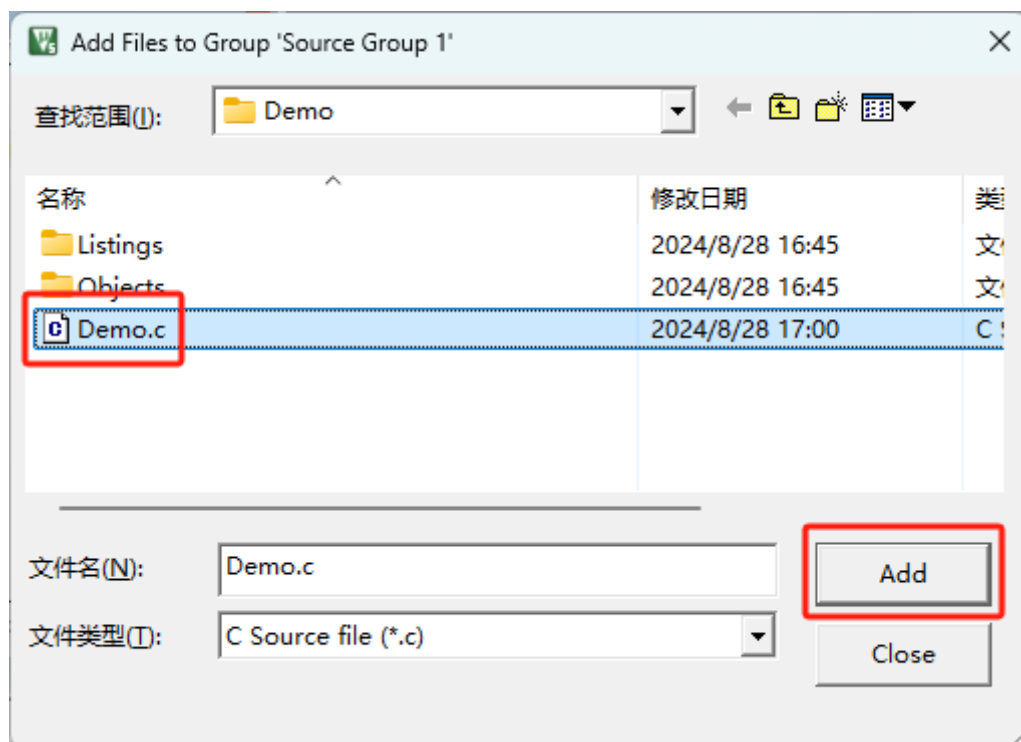 Add Files to Group 'Source Group 1'
查找范围(I): Demo
名称 修改日期
Listings 2024/8/28 16:45
Objects 2024/8/28 16:45
Demo.c 2024/8/28 17:00 C
文件名(N): Demo.c Add
文件类型(T): C Source file (*.c)
Close